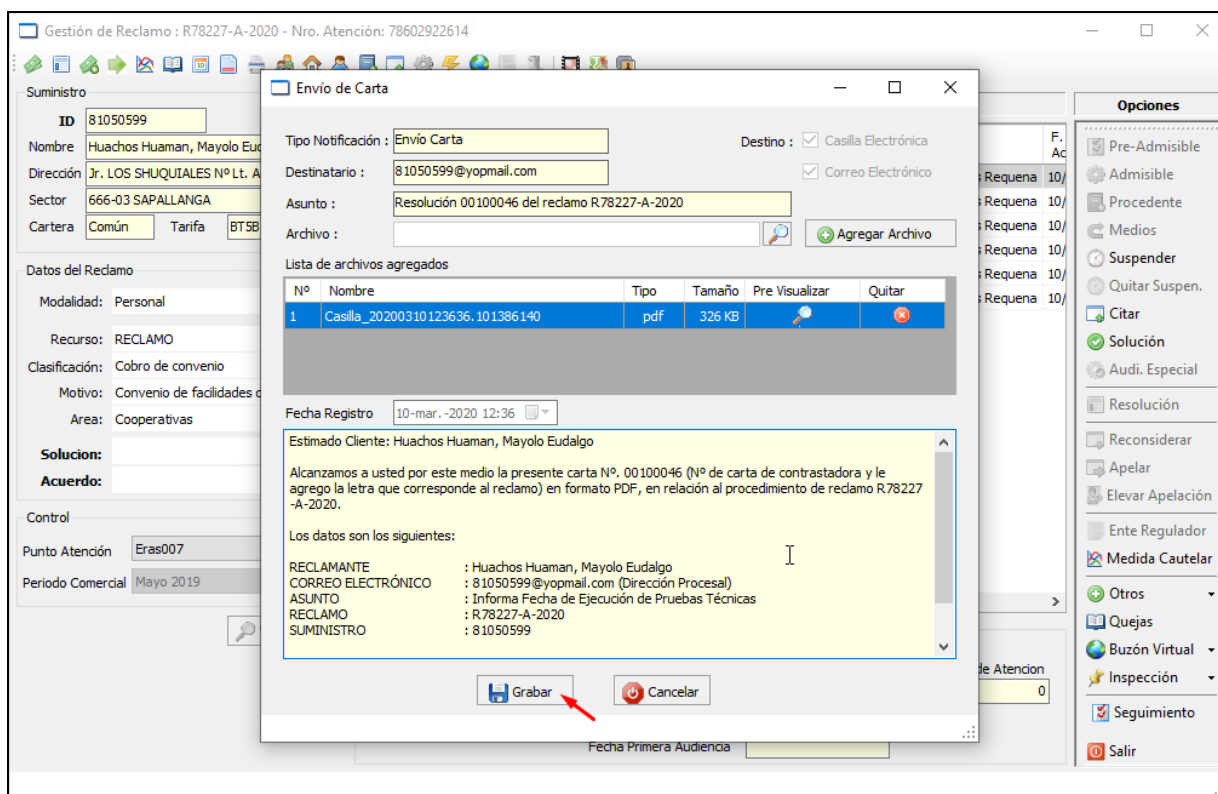 Gestión de Reclamo : R78227-A-2020 - Nro. Atención: 78602922614
Suministro
ID 81050599
Nombre Huachos Huaman, Mayolo Eud
Dirección Jr. LOS SHUQUIALES Nº Lt. A
Sector 666-03 SAPALLANGA
Cartera Común Tarifa BT5B
Datos del Reclamo
Modalidad: Personal
Recurso: RECLAMO
Clasificación: Cobro de convenio
Motivo: Convenio de facilidades
Area: Cooperativas
Solucion:
Acuerdo:
Control
Punto Atención Eras007
Periodo Comercial Mayo 2019
Envío de Carta
Tipo Notificación : Envío Carta
Destino : Casilla Electrónica
Destinatario : 81050599@yopmail.com
Correo Electrónico
Asunto : Resolución 00100046 del reclamo R78227-A-2020
Archivo :
Agregar Archivo
Lista de archivos agregados
Nº Nombre Tipo Tamaño Pre Visualizar Quitar
1 Casilla_20200310123636.101386140 pdf 326 KB
Fecha Registro 10-mar.-2020 12:36
Estimado Cliente: Huachos Huaman, Mayolo Eudalgo
Alcanzamos a usted por este medio la presente carta Nº. 00100046 (Nº de carta de contrastadora y le
agrego la letra que corresponde al reclamo) en formato PDF, en relación al procedimiento de reclamo R78227
-A-2020.
Los datos son los siguientes:
RECLAMANTE : Huachos Huaman, Mayolo Eudalgo
CORREO ELECTRÓNICO : 81050599@yopmail.com (Dirección Procesal)
ASUNTO : Informa Fecha de Ejecución de Pruebas Técnicas
RECLAMO : R78227-A-2020
SUMINISTRO : 81050599
Grabar
Cancelar
F.
Ac
Requena 10/
Requena 10/
Requena 10/
Requena 10/
Requena 10/
Requena 10/
de Atencion
0
Fecha Primera Audiencia
Opciones
Pre-Admisible
Admisible
Procedente
Medios
Suspender
Quitar Suspen.
Citar
Solución
Audi. Especial
Resolución
Reconsiderar
Apelar
Elevar Apelación
Ente Regulador
Medida Cautelar
Otros
Quejas
Buzón Virtual
Inspección
Seguimiento
Salir